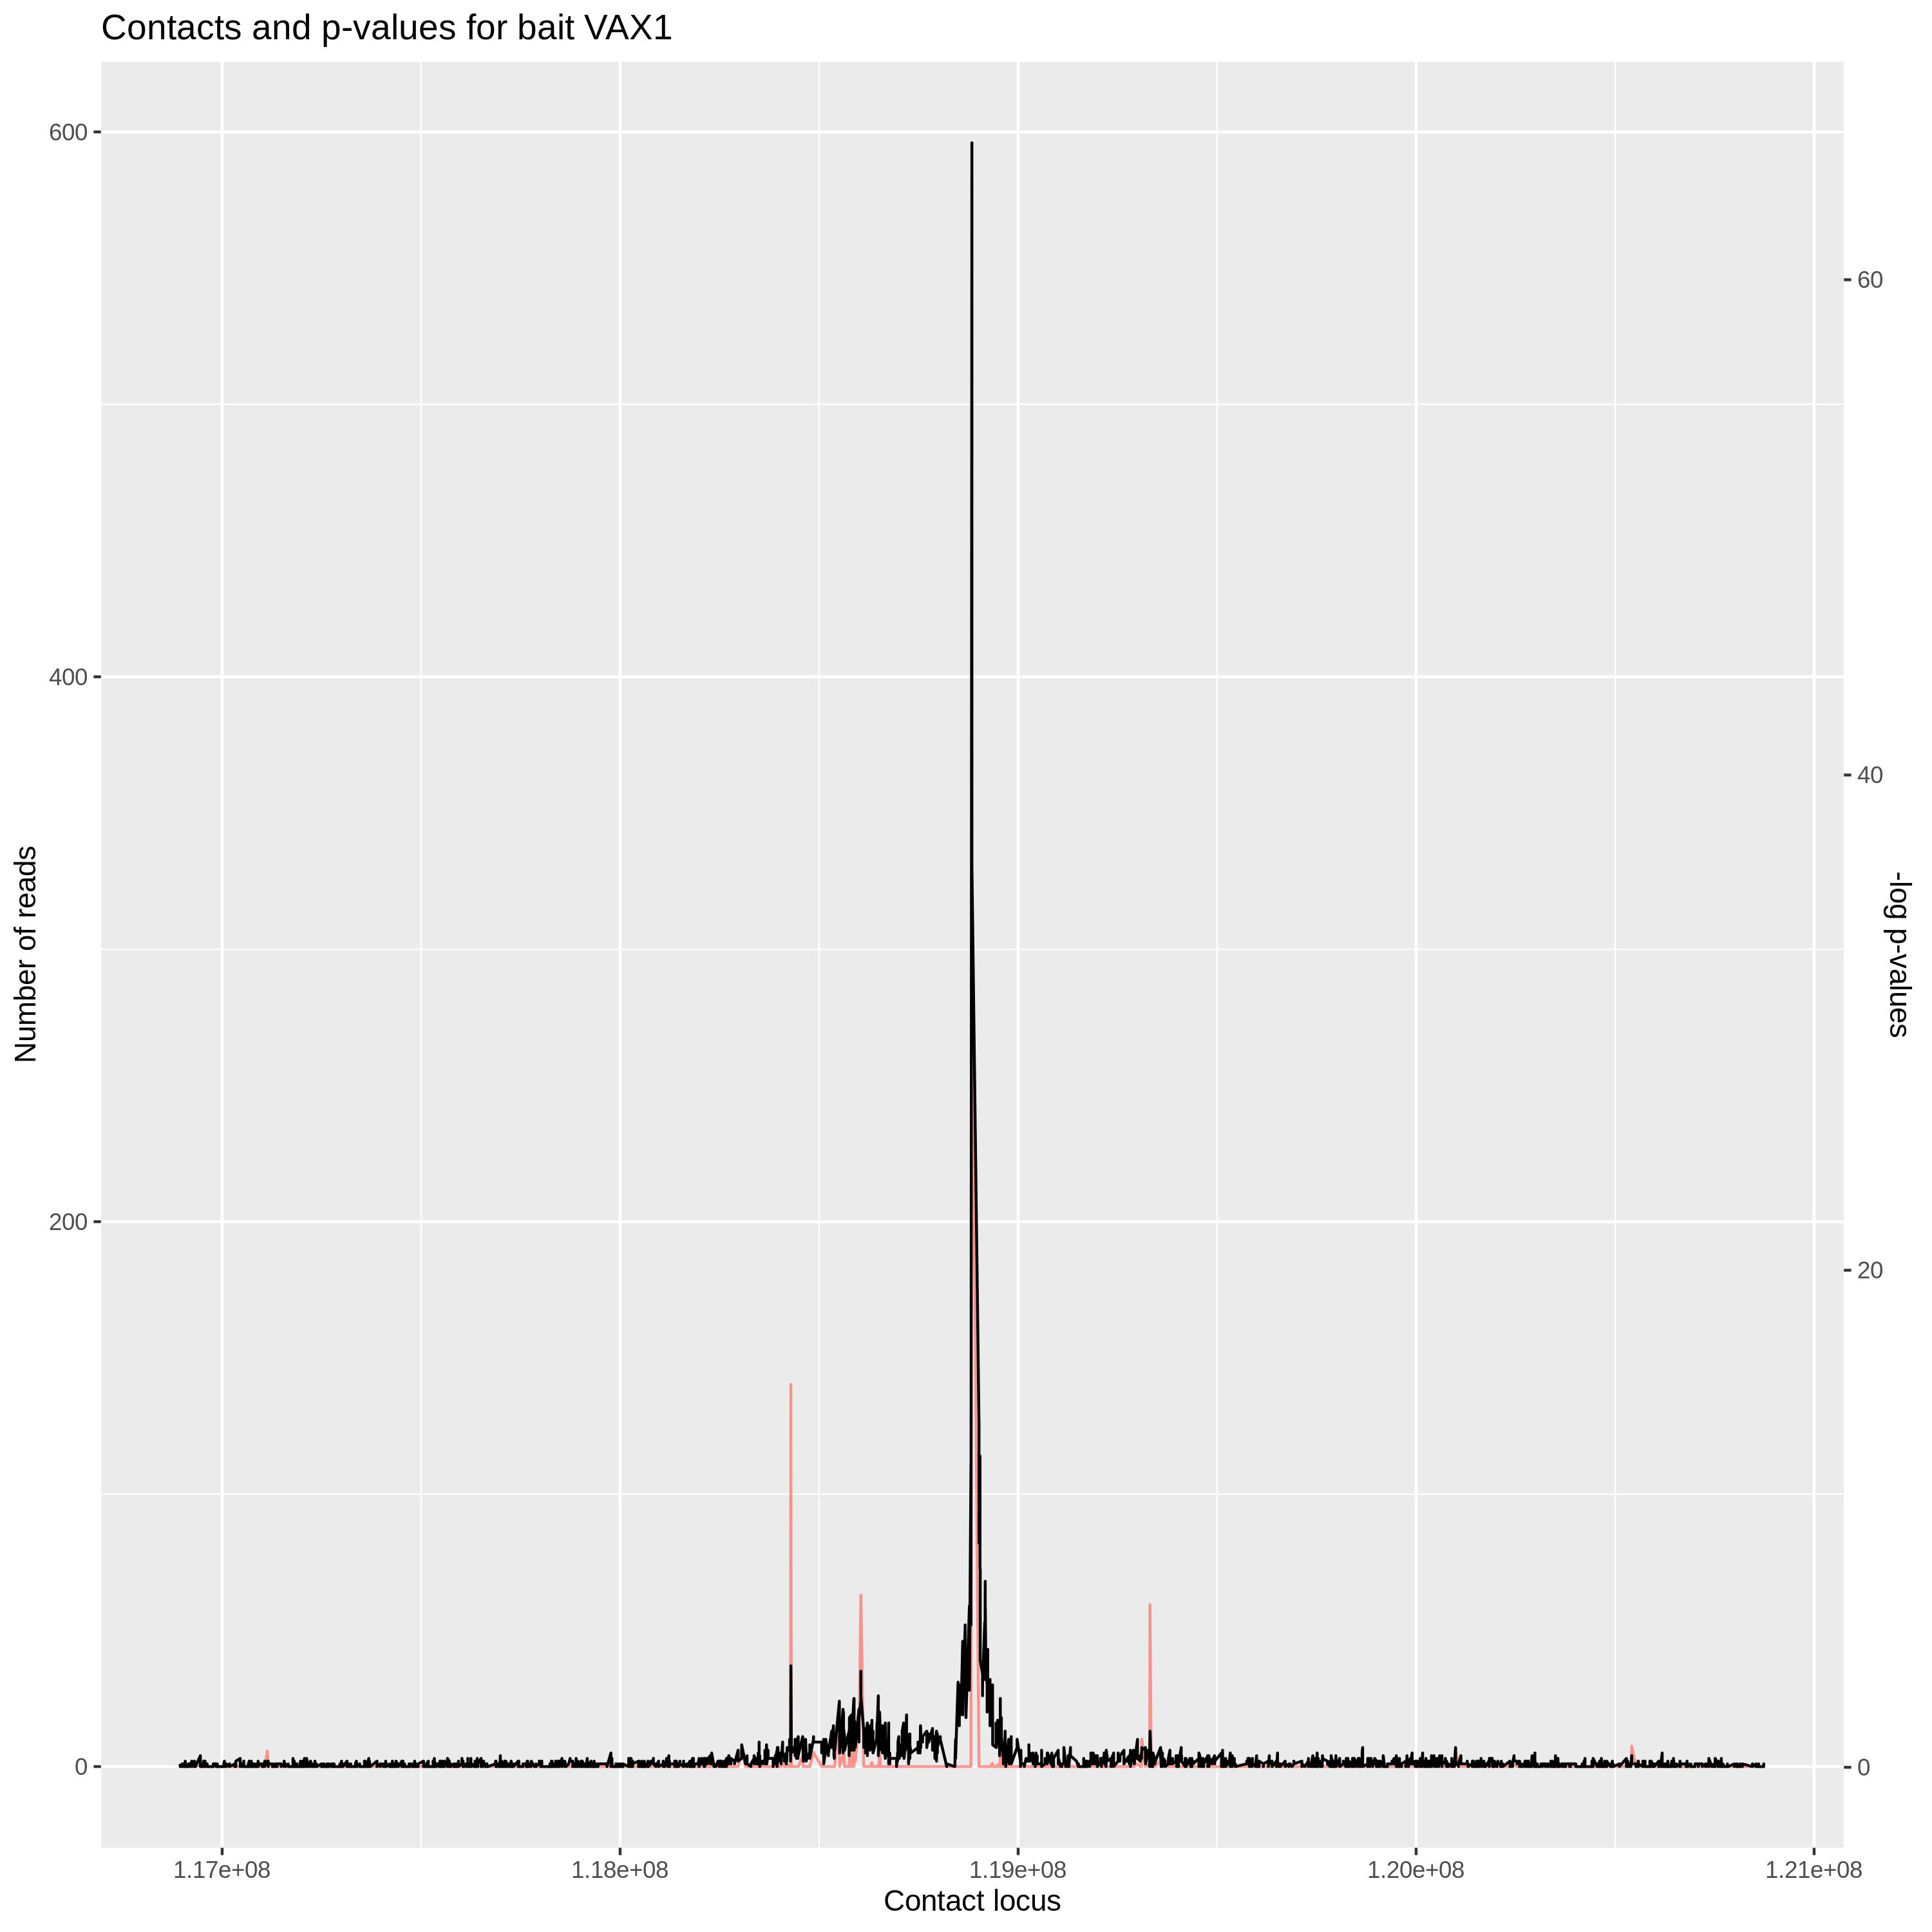 Contacts and p-values for bait VAX1
600
400
200
0
Number of reads
60
40
20
0
-log p-values
1.17e+08 1.18e+08 1.19e+08 1.20e+08 1.21e+08
Contact locus